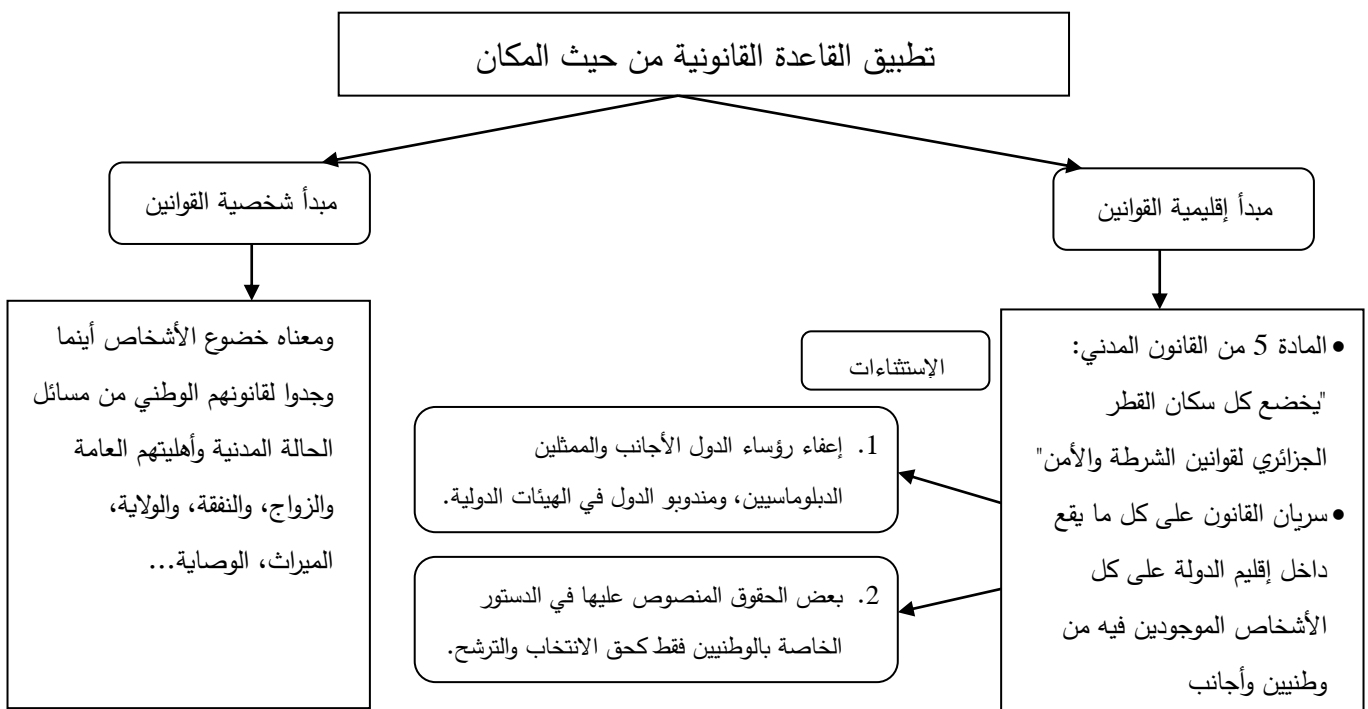 تطبيق القاعدة القانونية من حيث المكان
مبدأ إقليمية القوانين
مبدأ شخصية القوانين
• المادة 5 من القانون المدني:
"يخضع كل سكان القطر
الجزائري لقوانين الشرطة والأمن"
• سريان القانون على كل ما يقع
داخل إقليم الدولة على كل
الأشخاص الموجودين فيه من
وطنيين وأجانب
الإستثناءات
1. إعفاء رؤساء الدول الأجانب والممثلين
الدبلوماسيين، ومندوبو الدول في الهيئات الدولية.
2. بعض الحقوق المنصوص عليها في الدستور
الخاصة بالوطنيين فقط كحق الانتخاب والترشح.
ومعناه خضوع الأشخاص أينما
وجدوا لقانونهم الوطني من مسائل
الحالة المدنية وأهليتهم العامة
والزواج، والنفقة، والولاية،
الميراث، الوصاية...